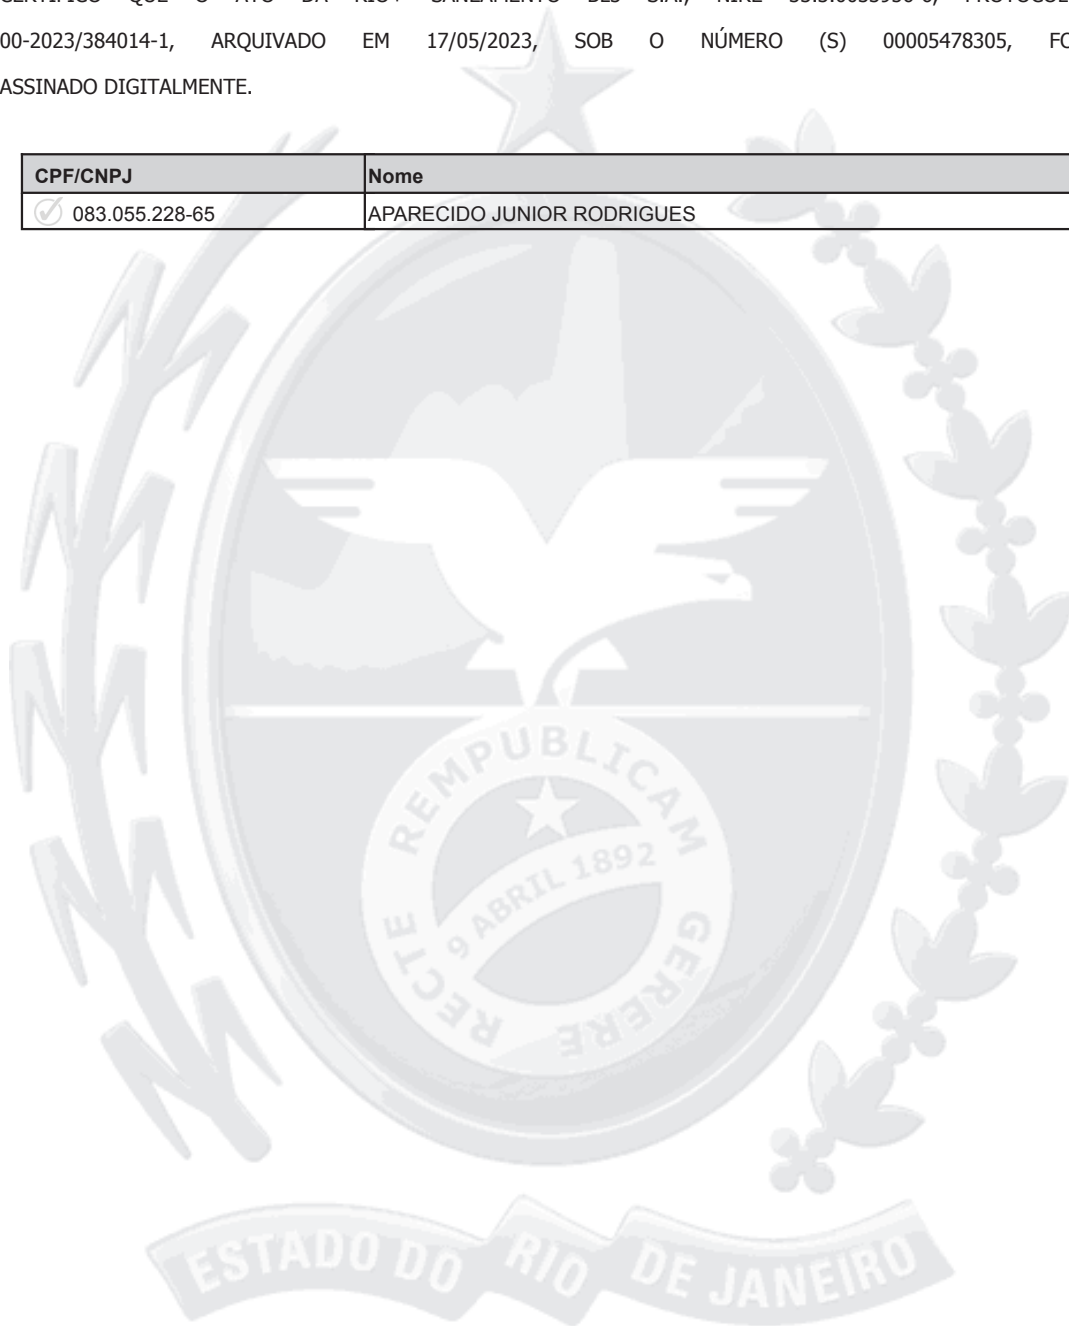 00-2023/384014-1, ARQUIVADO EM 17/05/2023, SOB O NÚMERO (S) 00005478305,
ASSINADO DIGITALMENTE.
CPF/CNPJ Nome
083.055.228-65 APARECIDO JUNIOR RODRIGUES
REMPUBLICAM
9 ABRIL 1892
RECTE GERERE
ESTADO DO RIO DE JANEIRO